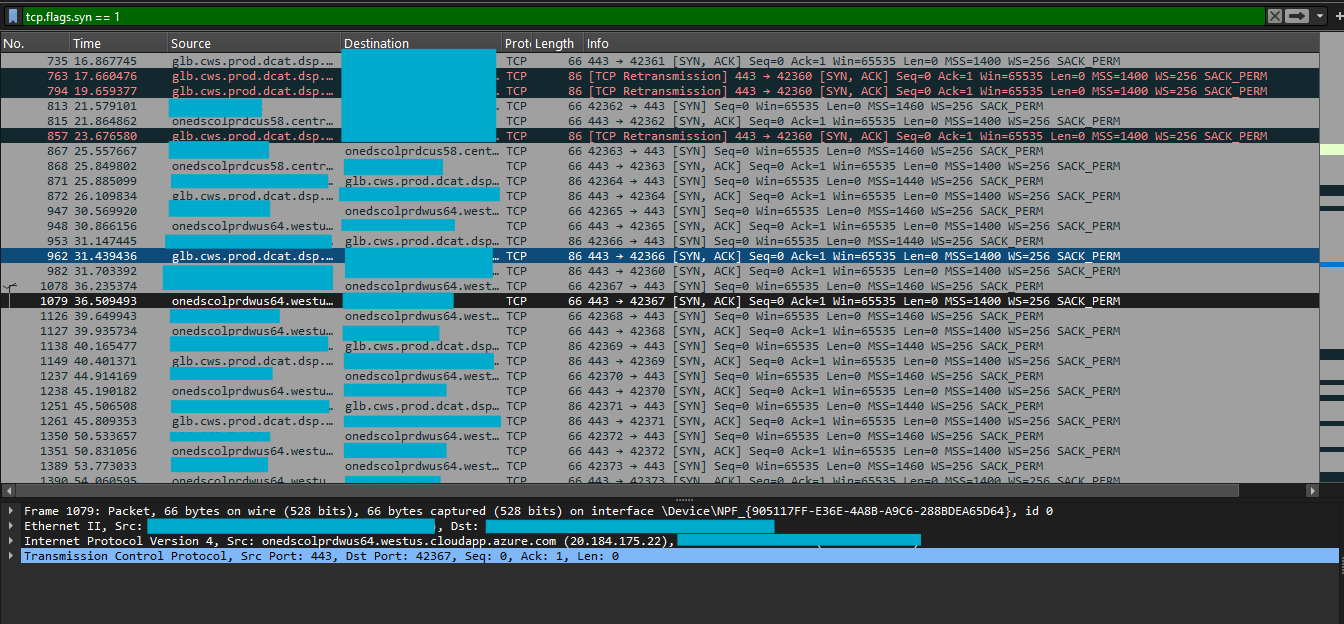 tcp.flags.syn == 1
No. Time Source Destination Proto Length Info
735 16.867745 glb.cws.prod.dcat.dsp.… TCP 66 443 → 42361 [SYN, ACK] Seq=0 Ack=1 Win=65535 Len=0 MSS=1400 WS=256 SACK_PERM
763 17.660476 glb.cws.prod.dcat.dsp.… TCP 86 [TCP Retransmission] 443 → 42360 [SYN, ACK] Seq=0 Ack=1 Win=65535 Len=0 MSS=1400 WS=256 SACK_PERM
794 19.659377 glb.cws.prod.dcat.dsp.… TCP 86 [TCP Retransmission] 443 → 42360 [SYN, ACK] Seq=0 Ack=1 Win=65535 Len=0 MSS=1400 WS=256 SACK_PERM
813 21.579101 TCP 66 42362 → 443 [SYN] Seq=0 Win=65535 Len=0 MSS=1460 WS=256 SACK_PERM
815 21.864862 onedscolprdcus58.centr… TCP 66 443 → 42362 [SYN, ACK] Seq=0 Ack=1 Win=65535 Len=0 MSS=1400 WS=256 SACK_PERM
857 23.676580 glb.cws.prod.dcat.dsp.… TCP 86 [TCP Retransmission] 443 → 42360 [SYN, ACK] Seq=0 Ack=1 Win=65535 Len=0 MSS=1400 WS=256 SACK_PERM
867 25.557667 onedscolprdcus58.cent… TCP 66 42363 → 443 [SYN] Seq=0 Win=65535 Len=0 MSS=1460 WS=256 SACK_PERM
868 25.849802 onedscolprdcus58.centr… TCP 66 443 → 42363 [SYN, ACK] Seq=0 Ack=1 Win=65535 Len=0 MSS=1400 WS=256 SACK_PERM
871 25.885099 glb.cws.prod.dcat.dsp… TCP 86 42364 → 443 [SYN] Seq=0 Win=65535 Len=0 MSS=1440 WS=256 SACK_PERM
872 26.109834 glb.cws.prod.dcat.dsp.… TCP 86 443 → 42364 [SYN, ACK] Seq=0 Ack=1 Win=65535 Len=0 MSS=1400 WS=256 SACK_PERM
947 30.569920 onedscolprdwus64.west… TCP 66 42365 → 443 [SYN] Seq=0 Win=65535 Len=0 MSS=1460 WS=256 SACK_PERM
948 30.866156 onedscolprdwus64.westu… TCP 66 443 → 42365 [SYN, ACK] Seq=0 Ack=1 Win=65535 Len=0 MSS=1400 WS=256 SACK_PERM
953 31.147445 glb.cws.prod.dcat.dsp… TCP 86 42366 → 443 [SYN] Seq=0 Win=65535 Len=0 MSS=1440 WS=256 SACK_PERM
962 31.439436 glb.cws.prod.dcat.dsp.… TCP 86 443 → 42366 [SYN, ACK] Seq=0 Ack=1 Win=65535 Len=0 MSS=1400 WS=256 SACK_PERM
982 31.703392 TCP 86 443 → 42360 [SYN, ACK] Seq=0 Ack=1 Win=65535 Len=0 MSS=1400 WS=256 SACK_PERM
1078 36.235374 onedscolprdwus64.west… TCP 66 42367 → 443 [SYN] Seq=0 Win=65535 Len=0 MSS=1460 WS=256 SACK_PERM
1079 36.509493 onedscolprdwus64.westu… TCP 66 443 → 42367 [SYN, ACK] Seq=0 Ack=1 Win=65535 Len=0 MSS=1400 WS=256 SACK_PERM
1126 39.649943 onedscolprdwus64.west… TCP 66 42368 → 443 [SYN] Seq=0 Win=65535 Len=0 MSS=1460 WS=256 SACK_PERM
1127 39.935734 onedscolprdwus64.westu… TCP 66 443 → 42368 [SYN, ACK] Seq=0 Ack=1 Win=65535 Len=0 MSS=1400 WS=256 SACK_PERM
1138 40.165477 glb.cws.prod.dcat.dsp… TCP 86 42369 → 443 [SYN] Seq=0 Win=65535 Len=0 MSS=1440 WS=256 SACK_PERM
1149 40.401371 glb.cws.prod.dcat.dsp.… TCP 86 443 → 42369 [SYN, ACK] Seq=0 Ack=1 Win=65535 Len=0 MSS=1400 WS=256 SACK_PERM
1237 44.914169 onedscolprdwus64.west… TCP 66 42370 → 443 [SYN] Seq=0 Win=65535 Len=0 MSS=1460 WS=256 SACK_PERM
1238 45.190182 onedscolprdwus64.westu… TCP 66 443 → 42370 [SYN, ACK] Seq=0 Ack=1 Win=65535 Len=0 MSS=1400 WS=256 SACK_PERM
1251 45.506508 glb.cws.prod.dcat.dsp… TCP 86 42371 → 443 [SYN] Seq=0 Win=65535 Len=0 MSS=1440 WS=256 SACK_PERM
1261 45.809353 glb.cws.prod.dcat.dsp.… TCP 86 443 → 42371 [SYN, ACK] Seq=0 Ack=1 Win=65535 Len=0 MSS=1400 WS=256 SACK_PERM
1350 50.533657 onedscolprdwus64.west… TCP 66 42372 → 443 [SYN] Seq=0 Win=65535 Len=0 MSS=1460 WS=256 SACK_PERM
1351 50.831056 onedscolprdwus64.westu… TCP 66 443 → 42372 [SYN, ACK] Seq=0 Ack=1 Win=65535 Len=0 MSS=1400 WS=256 SACK_PERM
1389 53.773033 onedscolprdwus64.west… TCP 66 42373 → 443 [SYN] Seq=0 Win=65535 Len=0 MSS=1460 WS=256 SACK_PERM
1390 54.060595 onedscolprdwus64.westu… TCP 66 443 → 42373 [SYN, ACK] Seq=0 Ack=1 Win=65535 Len=0 MSS=1400 WS=256 SACK_PERM
Frame 1079: Packet, 66 bytes on wire (528 bits), 66 bytes captured (528 bits) on interface \Device\NPF_{905117FF-E36E-4A8B-A9C6-288BDEA65D64}, id 0
Ethernet II, Src: , Dst:
Internet Protocol Version 4, Src: onedscolprdwus64.westus.cloudapp.azure.com (20.184.175.22),
Transmission Control Protocol, Src Port: 443, Dst Port: 42367, Seq: 0, Ack: 1, Len: 0